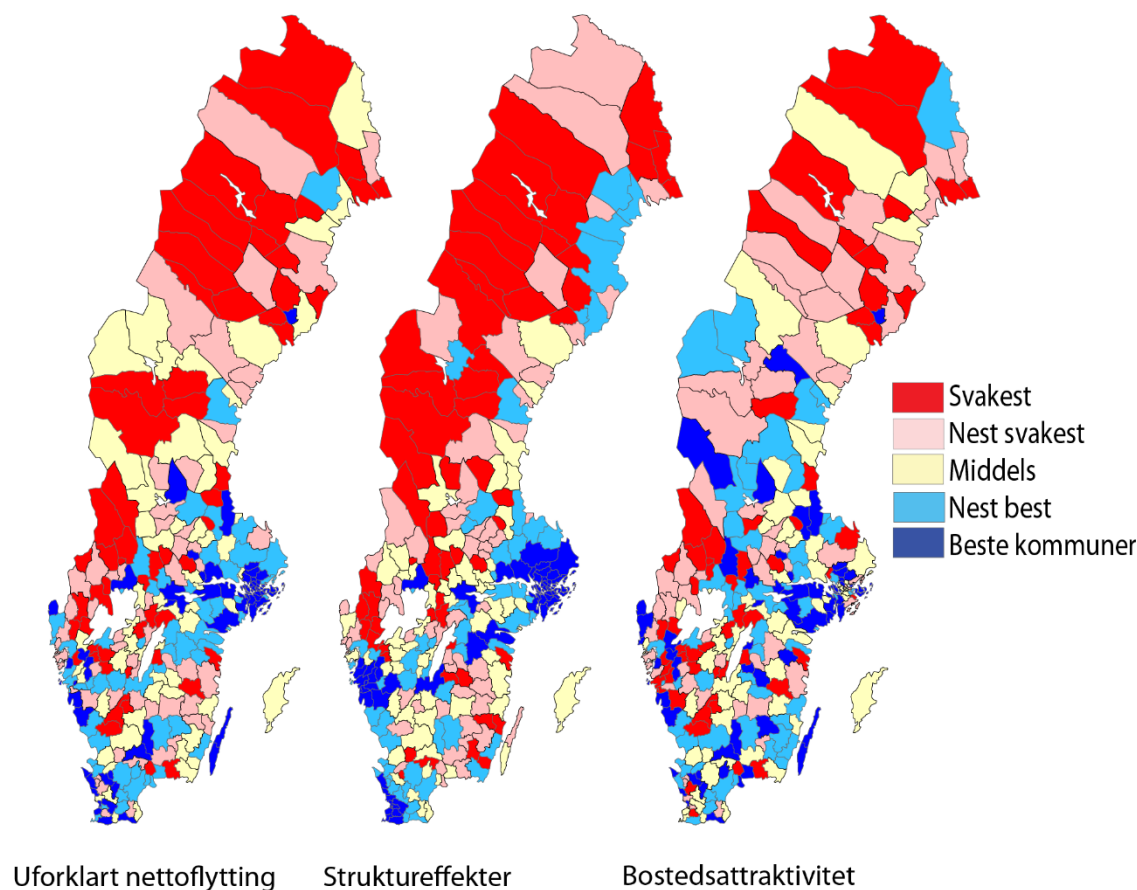 Svakest
Nest svakest
Middels
Nest best
Beste kommuner
Uforklart nettoflytting
Struktureffekter
Bostedsattraktivitet